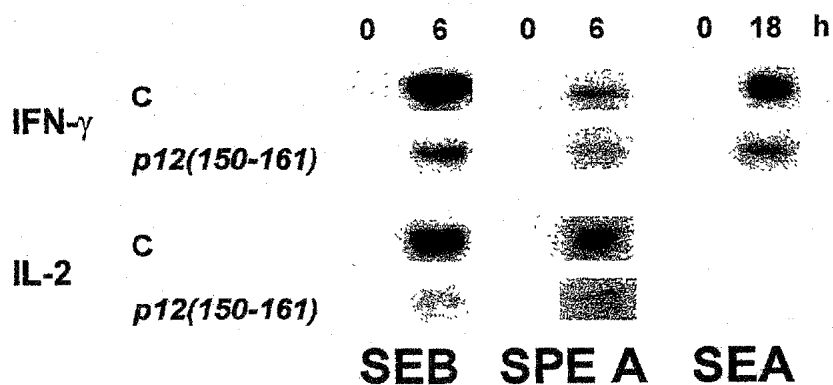 0 6 0 6 0 18 h
C
IFN-γ
p12(150-161)
C
IL-2
p12(150-161)
SEB SPE A SEA